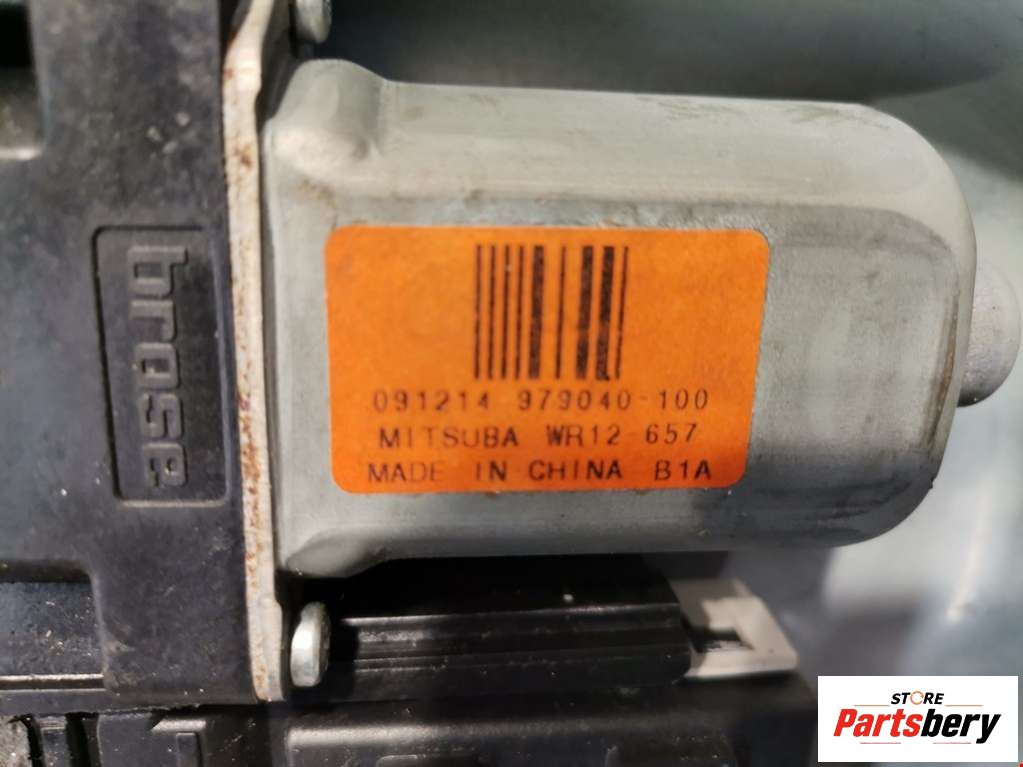 brose
091214 979040-100
MITSUBA WR12-657
MADE IN CHINA B1A
STORE
Partsbery